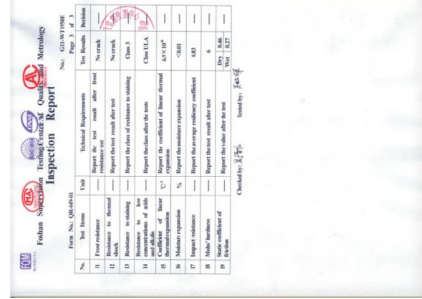 Foshan Supervision Testing Centre of Quality and Metrology
Inspection Report
Form No.: QR-049-01
No.: GD-WT1950E
Page 3 of 3
No. Test Items Unit Technical Requirements Test Results Decision
11 Frost resistance — Report the test result after frost resistance test No crack —
12 Resistance to thermal shock — Report the test result after test No crack —
13 Resistance to staining — Report the class of resistance to staining Class 3 —
14 Resistance to low concentrations of acids and alkalis — Report the class after the tests Class ULA —
15 Coefficient of linear thermal expansion Report the coefficient of linear thermal expansion —
16 Moisture expansion % Report the moisture expansion <0.01 —
17 Impact resistance — Report the average resiliency coefficient 0.83 —
18 Mohs' hardness — Report the test result after test 6 —
19 Static coefficient of friction — Report the value after the test Dry 0.46 —
Wet 0.27
Checked by: Tested by: